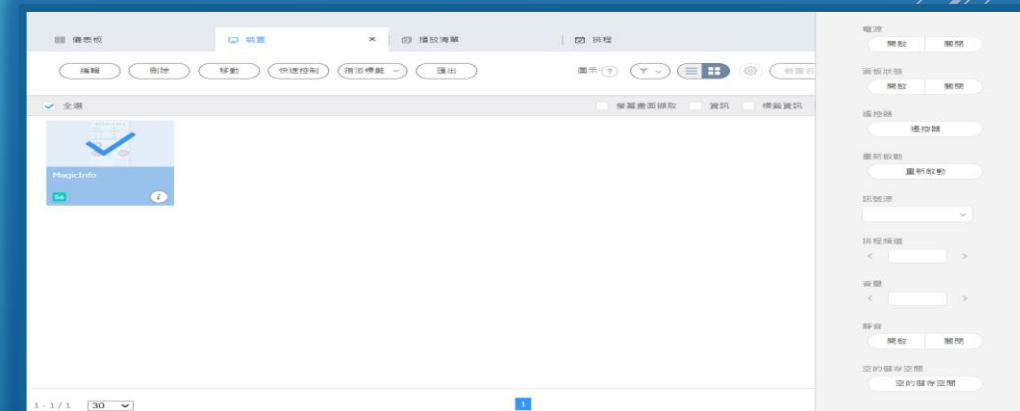 儀表板
裝置
播放清單
排程
編輯
刪除
移動
快速控制
指派標籤
匯出
圖示
裝置名
全選
螢幕畫面擷取
資訊
標籤資訊
MagicInfo
S4
1 - 1 / 1
30
1
電源
開啟
關閉
面板狀態
開啟
關閉
遙控器
遙控器
重新啟動
重新啟動
訊號源
排程頻道
音量
靜音
開啟
關閉
空的儲存空間
空的儲存空間